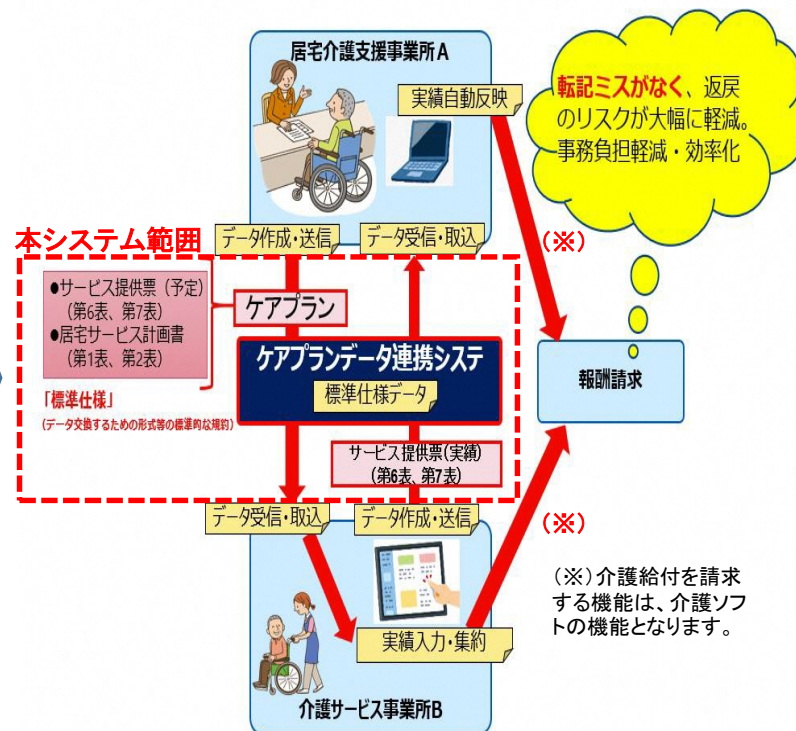 居宅介護支援事業所A
実績自動反映
転記ミスがなく、返戻
のリスクが大幅に軽減。
事務負担軽減・効率化
データ作成・送信
データ受信・取込
(※)
本システム範囲
●サービス提供票(予定)
(第6表、第7表)
●居宅サービス計画書
(第1表、第2表)
ケアプラン
ケアプランデータ連携システ
標準仕様データ
報酬請求
「標準仕様」
(データ交換するための形式等の標準的な規約)
サービス提供票(実績)
(第6表、第7表)
データ受信・取込
データ作成・送信
(※)
(※)介護給付を請求
する機能は、介護ソフ
トの機能となります。
実績入力・集約
介護サービス事業所B